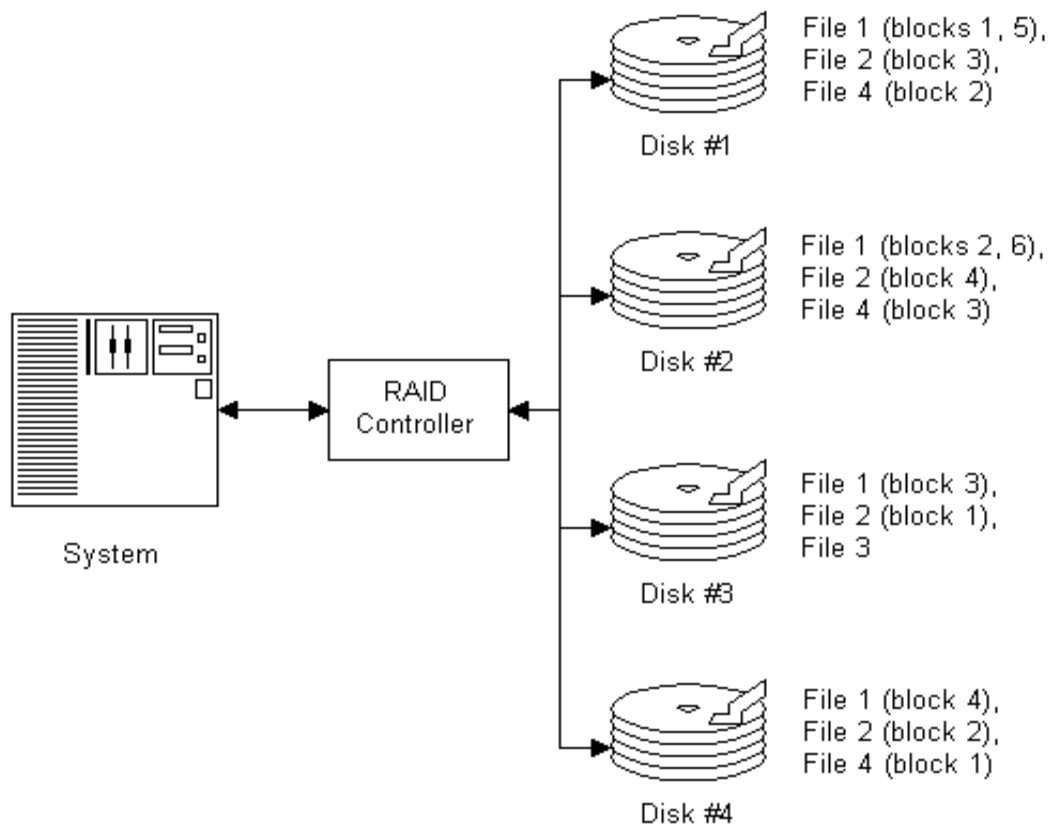 File 1 (blocks 1, 5),
File 2 (block 3),
File 4 (block 2)
Disk #1
File 1 (blocks 2, 6),
File 2 (block 4),
File 4 (block 3)
Disk #2
RAID
Controller
System
File 1 (block 3),
File 2 (block 1),
File 3
Disk #3
File 1 (block 4),
File 2 (block 2),
File 4 (block 1)
Disk #4